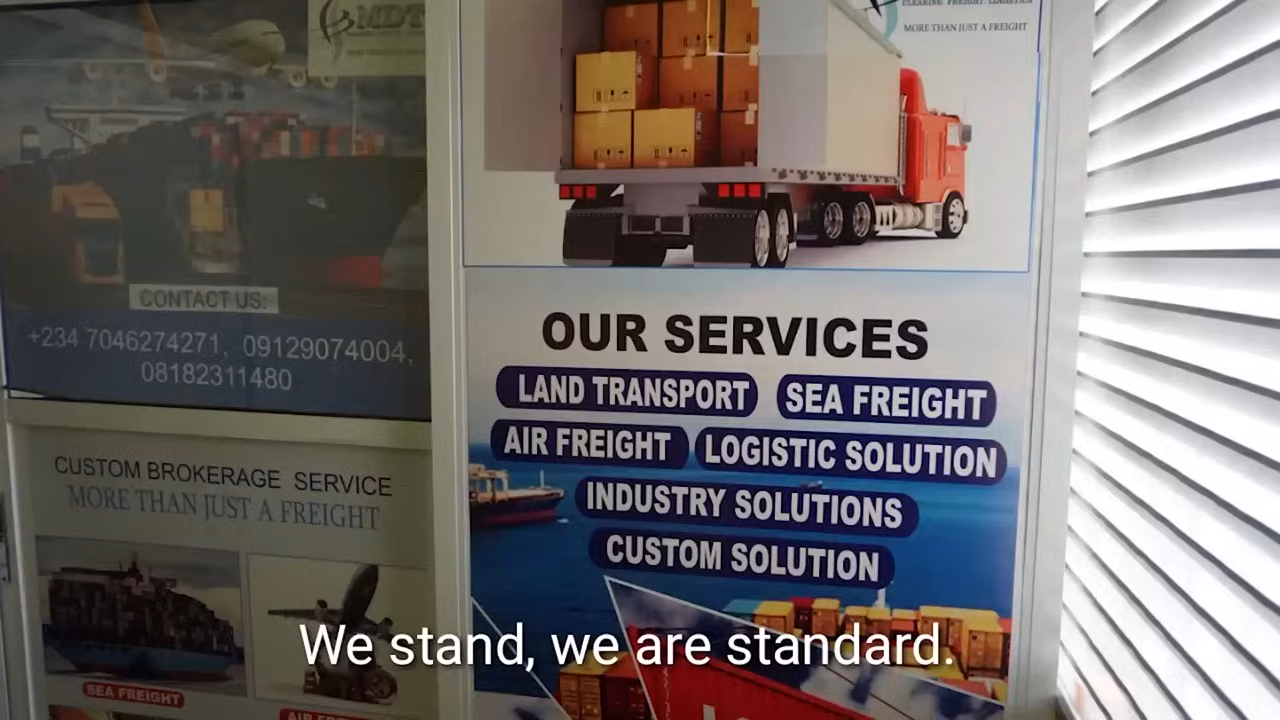 MDT
CLEARING FREIGHT LOGISTICS
MORE THAN JUST A FREIGHT
CONTACT US:
+234 7046274271, 09129074004,
08182311480
CUSTOM BROKERAGE SERVICE
MORE THAN JUST A FREIGHT
SEA FREIGHT
OUR SERVICES
LAND TRANSPORT
SEA FREIGHT
AIR FREIGHT
LOGISTIC SOLUTION
INDUSTRY SOLUTIONS
CUSTOM SOLUTION
We stand, we are standard.